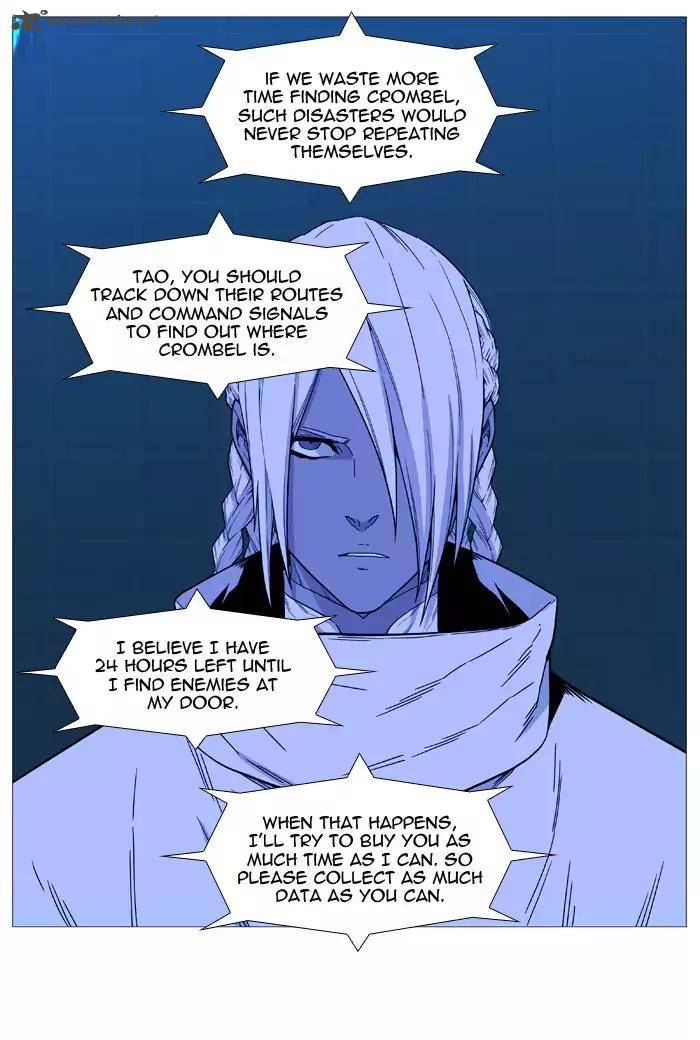 IF WE WASTE MORE
TIME FINDING CROMBEL,
SUCH DISASTERS WOULD
NEVER STOP REPEATING
THEMSELVES.
TAO, YOU SHOULD
TRACK DOWN THEIR ROUTES
AND COMMAND SIGNALS
TO FIND OUT WHERE
CROMBEL IS.
I BELIEVE I HAVE
24 HOURS LEFT UNTIL
I FIND ENEMIES AT
MY DOOR.
WHEN THAT HAPPENS,
I'LL TRY TO BUY YOU AS
MUCH TIME AS I CAN. SO
PLEASE COLLECT AS MUCH
DATA AS YOU CAN.